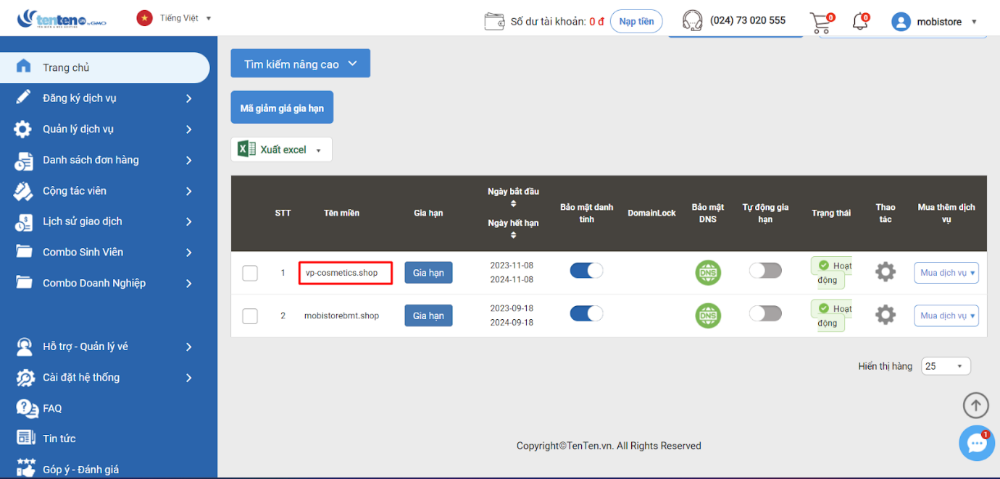 tenten by GMO
Tiếng Việt
Số dư tài khoản: 0 đ
Nạp tiền
(024) 73 020 555
0
0
mobistore
Trang chủ
Đăng ký dịch vụ
Quản lý dịch vụ
Danh sách đơn hàng
Cộng tác viên
Lịch sử giao dịch
Combo Sinh Viên
Combo Doanh Nghiệp
Hỗ trợ - Quản lý vé
Cài đặt hệ thống
FAQ
Tin tức
Góp ý - Đánh giá
Tìm kiếm nâng cao
Mã giảm giá gia hạn
Xuất excel
STT
Tên miền
Gia hạn
Ngày bắt đầu
Ngày hết hạn
Bảo mật danh
tính
DomainLock
Bảo mật
DNS
Tự động gia
hạn
Trạng thái
Thao
tác
Mua thêm dịch
vụ
1
vp-cosmetics.shop
Gia hạn
2023-11-08
2024-11-08
DNS
Hoạt
động
Mua dịch vụ
2
mobistorebmt.shop
Gia hạn
2023-09-18
2024-09-18
DNS
Hoạt
động
Mua dịch vụ
Hiển thị hàng
25
Copyright©TenTen.vn. All Rights Reserved
1